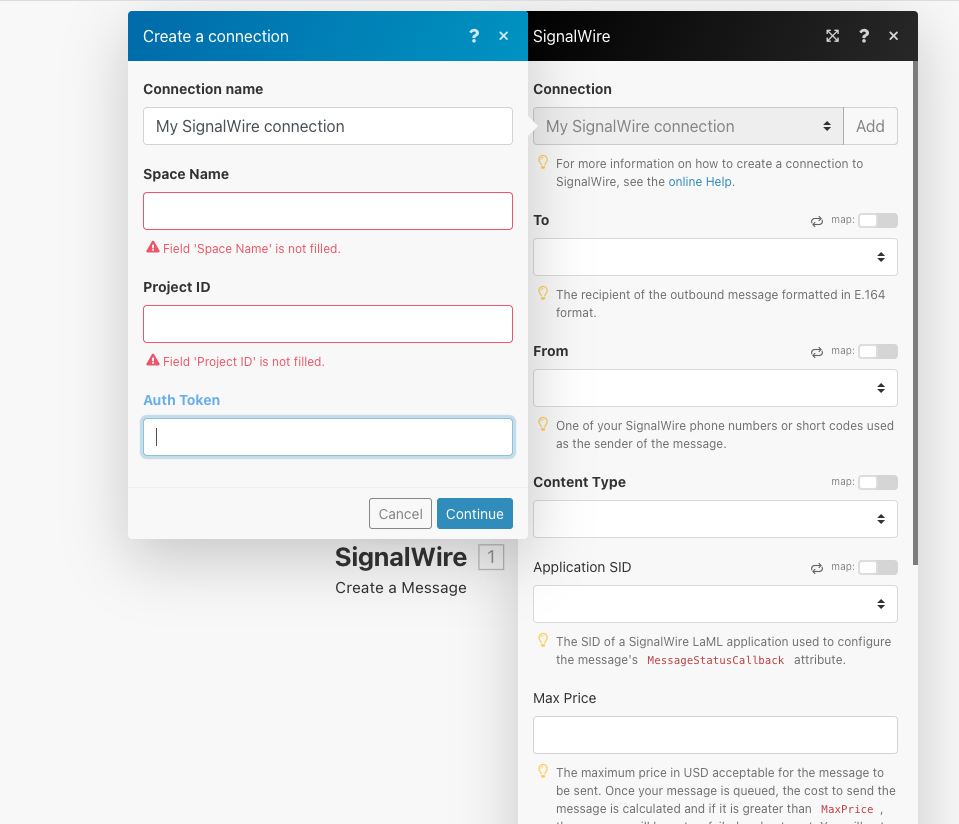 Create a connection
?
×
Connection name
My SignalWire connection
Space Name
Field 'Space Name' is not filled.
Project ID
Field 'Project ID' is not filled.
Auth Token
Cancel
Continue
SignalWire 1
Create a Message
SignalWire
?
×
Connection
My SignalWire connection
Add
For more information on how to create a connection to
SignalWire, see the online Help.
To
map:
The recipient of the outbound message formatted in E.164
format.
From
map:
One of your SignalWire phone numbers or short codes used
as the sender of the message.
Content Type
map:
Application SID
map:
The SID of a SignalWire LaML application used to configure
the message's MessageStatusCallback attribute.
Max Price
The maximum price in USD acceptable for the message to
be sent. Once your message is queued, the cost to send the
message is calculated and if it is greater than MaxPrice ,